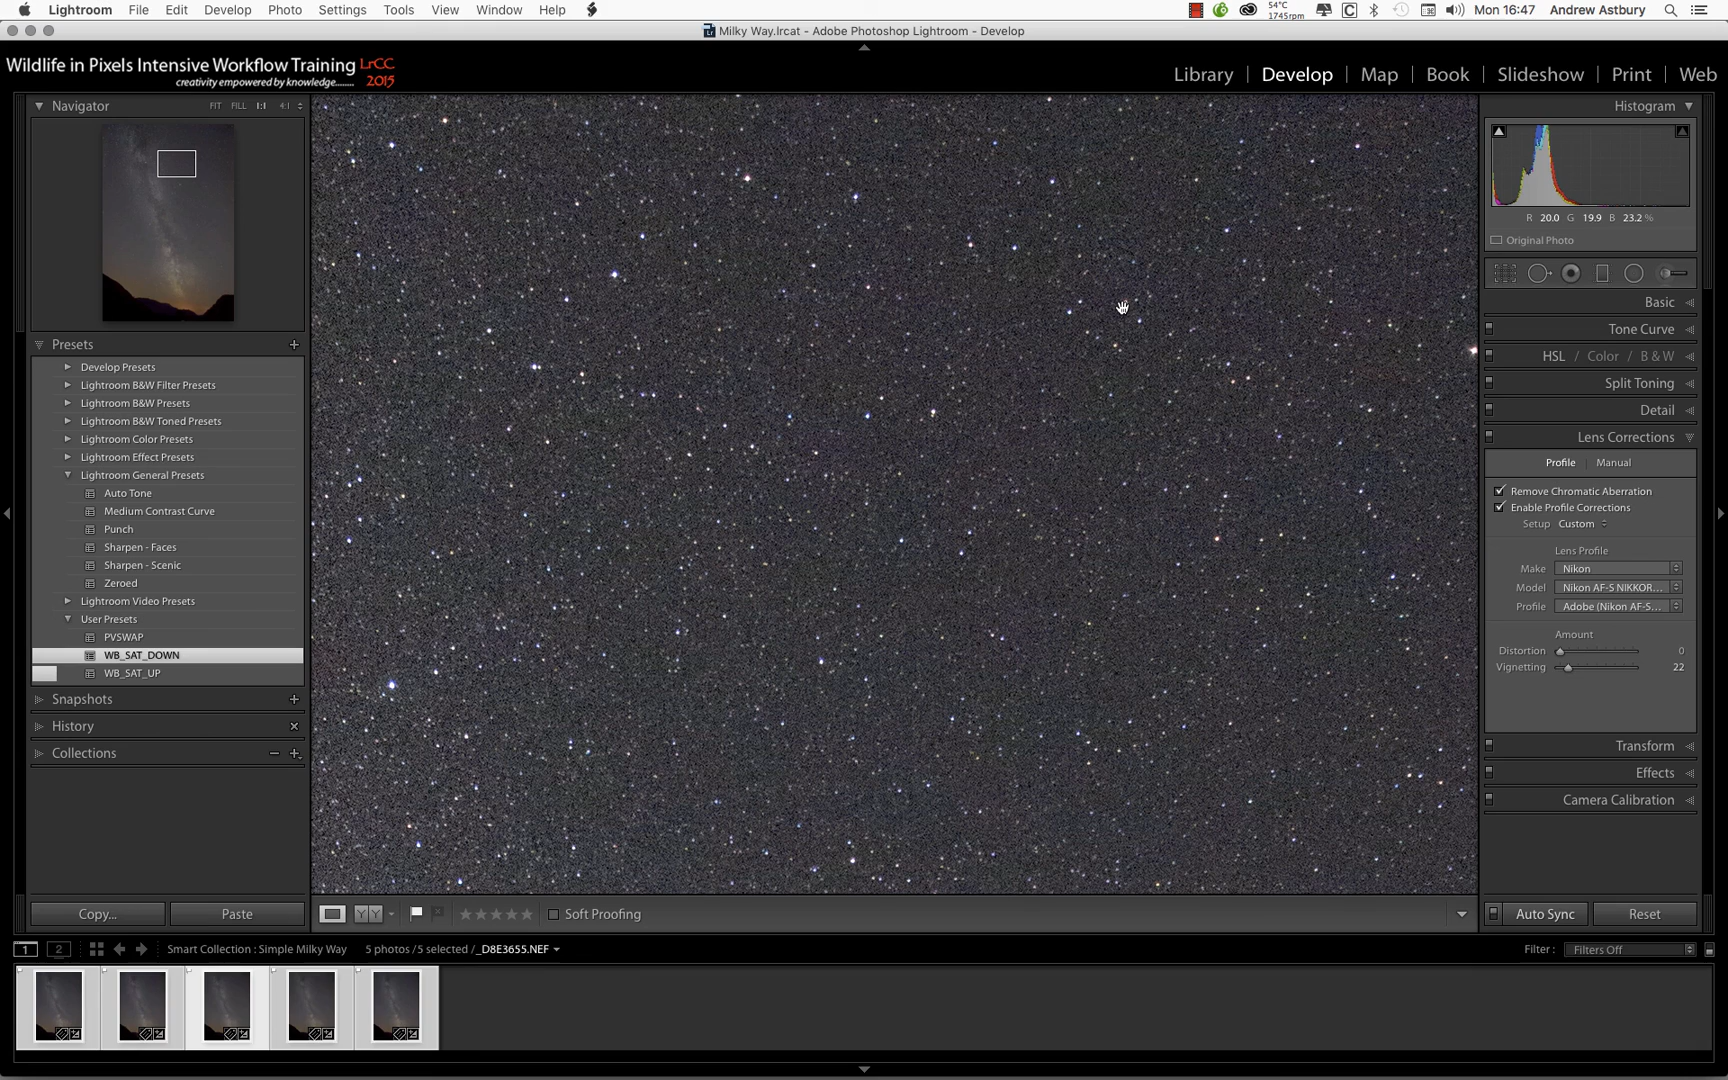 Lightroom File Edit Develop Photo Settings Tools View Window Help
54°C
1745rpm
Mon 16:47 Andrew Astbury
Milky Way.lrcat - Adobe Photoshop Lightroom - Develop
Wildlife in Pixels Intensive Workflow Training LrCC
creativity empowered by knowledge........ 2015
Library | Develop | Map | Book | Slideshow | Print | Web
Navigator FIT FILL 1:1 4:1
Presets
Develop Presets
Lightroom B&W Filter Presets
Lightroom B&W Presets
Lightroom B&W Toned Presets
Lightroom Color Presets
Lightroom Effect Presets
Lightroom General Presets
Auto Tone
Medium Contrast Curve
Punch
Sharpen - Faces
Sharpen - Scenic
Zeroed
Lightroom Video Presets
User Presets
PVSWAP
WB_SAT_DOWN
WB_SAT_UP
Snapshots
History
Collections
Copy... Paste
Histogram
R 20.0 G 19.9 B 23.2 %
Original Photo
Basic
Tone Curve
HSL / Color / B & W
Split Toning
Detail
Lens Corrections
Profile Manual
Remove Chromatic Aberration
Enable Profile Corrections
Setup Custom
Lens Profile
Make Nikon
Model Nikon AF-S NIKKOR...
Profile Adobe (Nikon AF-S...
Amount
Distortion 0
Vignetting 22
Transform
Effects
Camera Calibration
Soft Proofing
Auto Sync Reset
1 2 Smart Collection : Simple Milky Way 5 photos /5 selected /_D8E3655.NEF
Filter : Filters Off